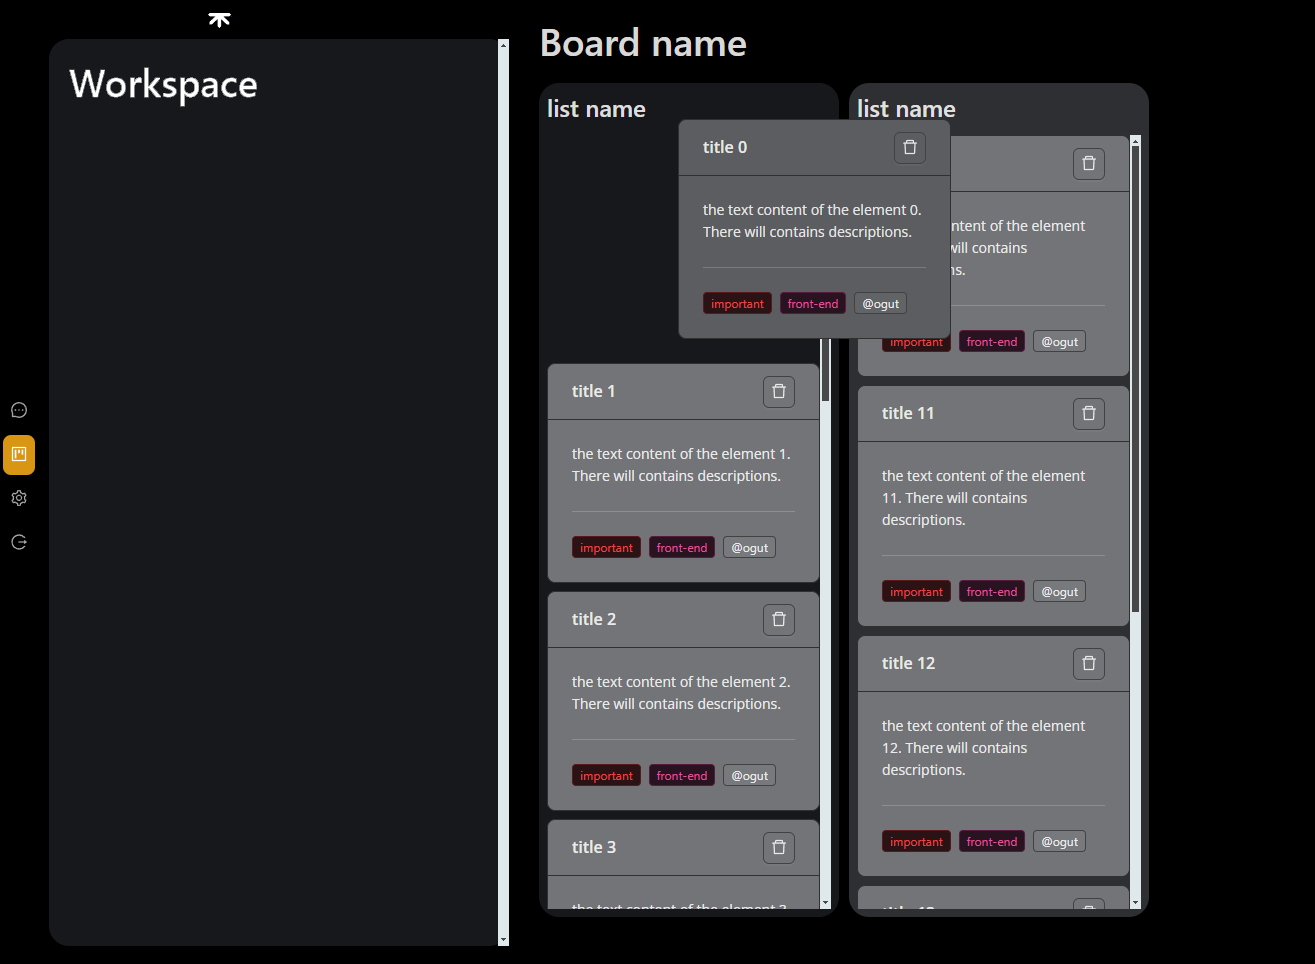 Workspace
Board name
list name
title 0
the text content of the element 0.
There will contains descriptions.
important front-end @ogut
title 1
the text content of the element 1.
There will contains descriptions.
important front-end @ogut
title 2
the text content of the element 2.
There will contains descriptions.
important front-end @ogut
title 3
list name
ntent of the element
will contains
ns.
important front-end @ogut
title 11
the text content of the element
11. There will contains
descriptions.
important front-end @ogut
title 12
the text content of the element
12. There will contains
descriptions.
important front-end @ogut